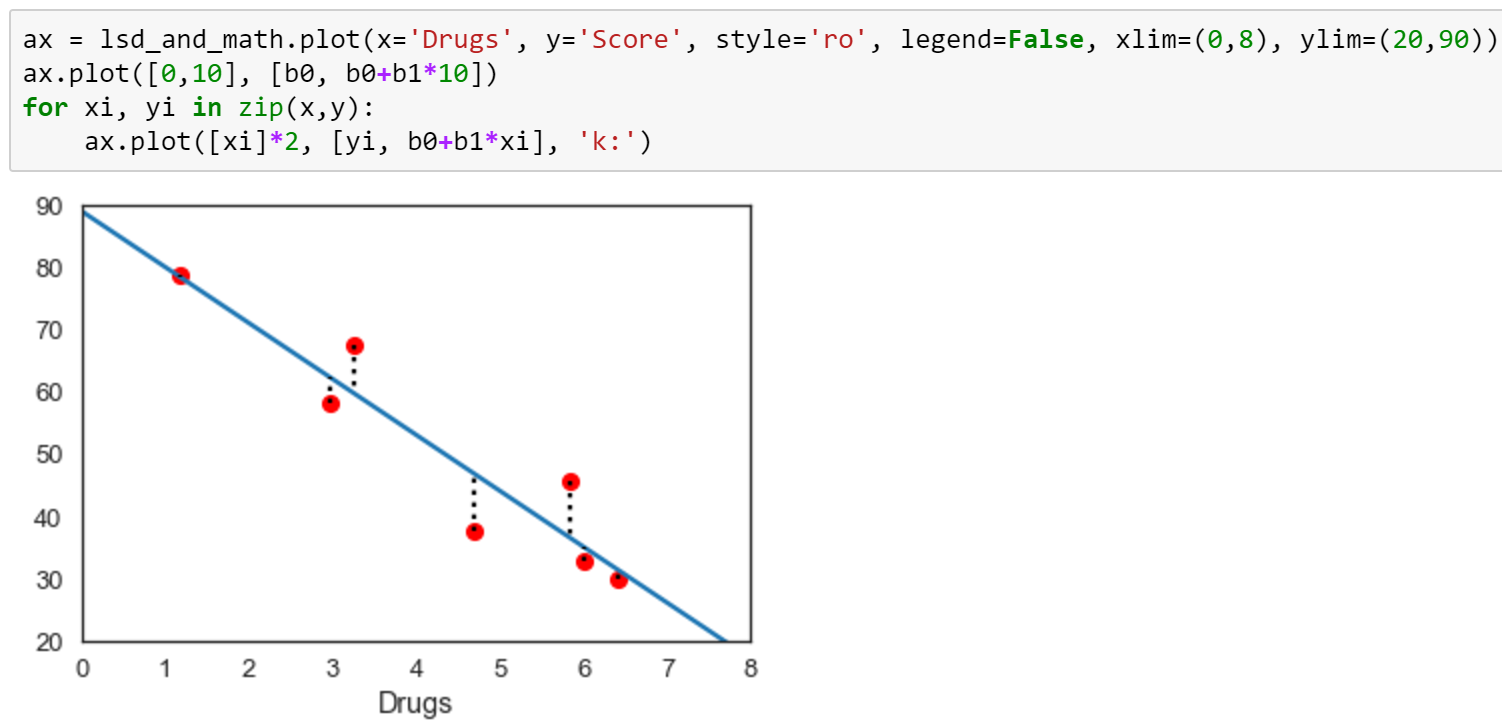 ax = lsd_and_math.plot(x='Drugs', y='Score', style='ro', legend=False, xlim=(0,8), ylim=(20,90))
ax.plot([0,10], [b0, b0+b1*10])
for xi, yi in zip(x,y):
    ax.plot([xi]*2, [yi, b0+b1*xi], 'k:')
90
80
70
60
50
40
30
20
0 1 2 3 4 5 6 7 8
Drugs